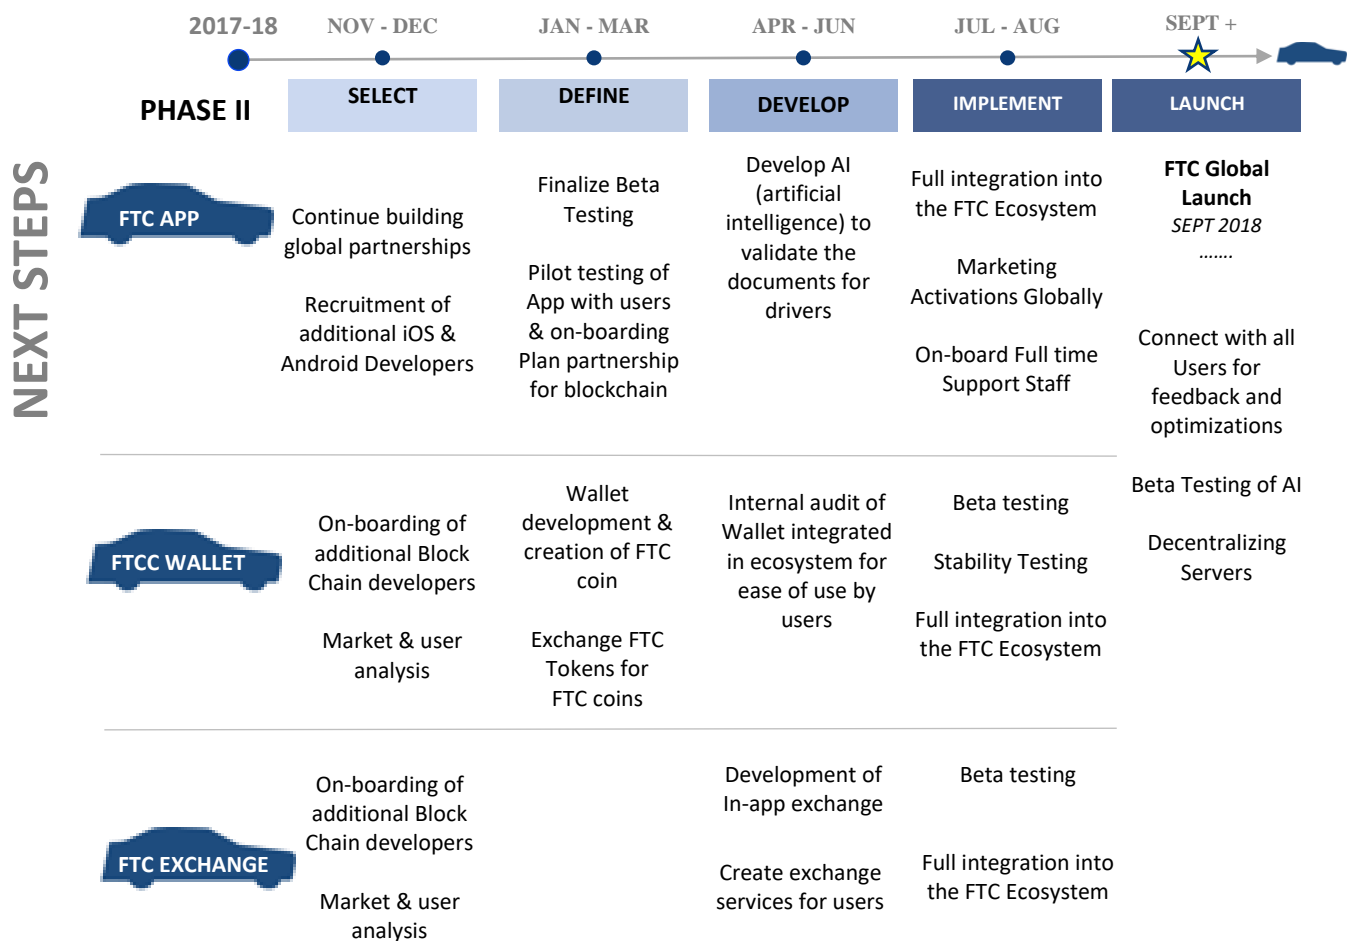 2017-18
NOV - DEC
JAN - MAR
APR - JUN
JUL - AUG
SEPT +
PHASE II
SELECT
DEFINE
DEVELOP
IMPLEMENT
LAUNCH
NEXT STEPS
FTC APP
Continue building
global partnerships
Recruitment of
additional iOS &
Android Developers
Finalize Beta
Testing
Pilot testing of
App with users
& on-boarding
Plan partnership
for blockchain
Develop AI
(artificial
intelligence) to
validate the
documents for
drivers
Full integration into
the FTC Ecosystem
Marketing
Activations Globally
On-board Full time
Support Staff
FTC Global
Launch
SEPT 2018
.......
Connect with all
Users for
feedback and
optimizations
Beta Testing of AI
Decentralizing
Servers
FTCC WALLET
On-boarding of
additional Block
Chain developers
Market & user
analysis
Wallet
development &
creation of FTC
coin
Exchange FTC
Tokens for
FTC coins
Internal audit of
Wallet integrated
in ecosystem for
ease of use by
users
Beta testing
Stability Testing
Full integration into
the FTC Ecosystem
FTC EXCHANGE
On-boarding of
additional Block
Chain developers
Market & user
analysis
Development of
In-app exchange
Create exchange
services for users
Beta testing
Full integration into
the FTC Ecosystem